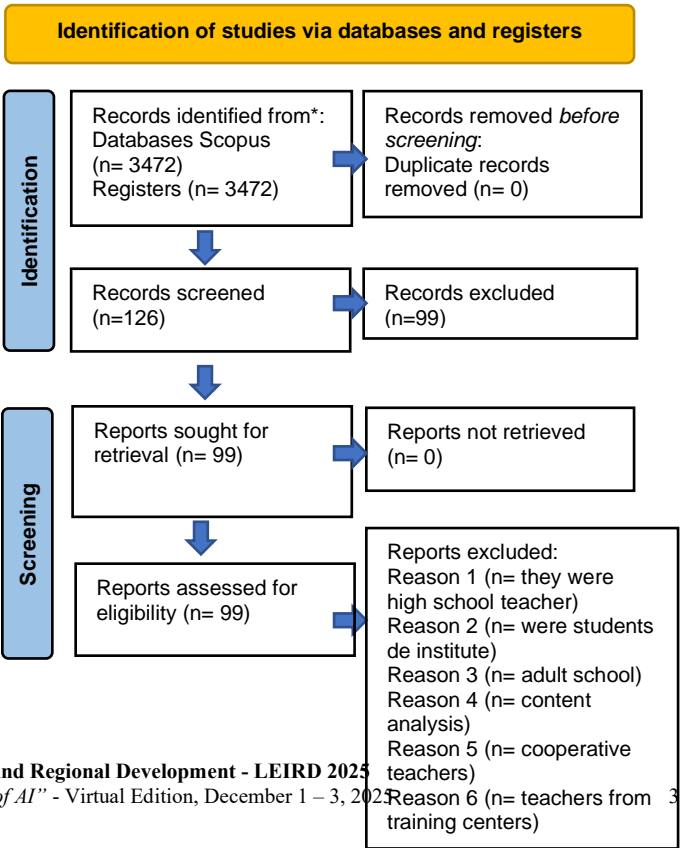 Identification of studies via databases and registers
Identification
Records identified from*:
Databases Scopus
(n= 3472)
Registers (n= 3472)
Records removed before
screening:
Duplicate records
removed (n= 0)
Records screened
(n=126)
Records excluded
(n=99)
Screening
Reports sought for
retrieval (n= 99)
Reports not retrieved
(n= 0)
Reports assessed for
eligibility (n= 99)
Reports excluded:
Reason 1 (n= they were
high school teacher)
Reason 2 (n= were students
de institute)
Reason 3 (n= adult school)
Reason 4 (n= content
analysis)
Reason 5 (n= cooperative
teachers)
Reason 6 (n= teachers from
training centers)
and Regional Development - LEIRD 2025
of AI” - Virtual Edition, December 1 – 3, 2025
3